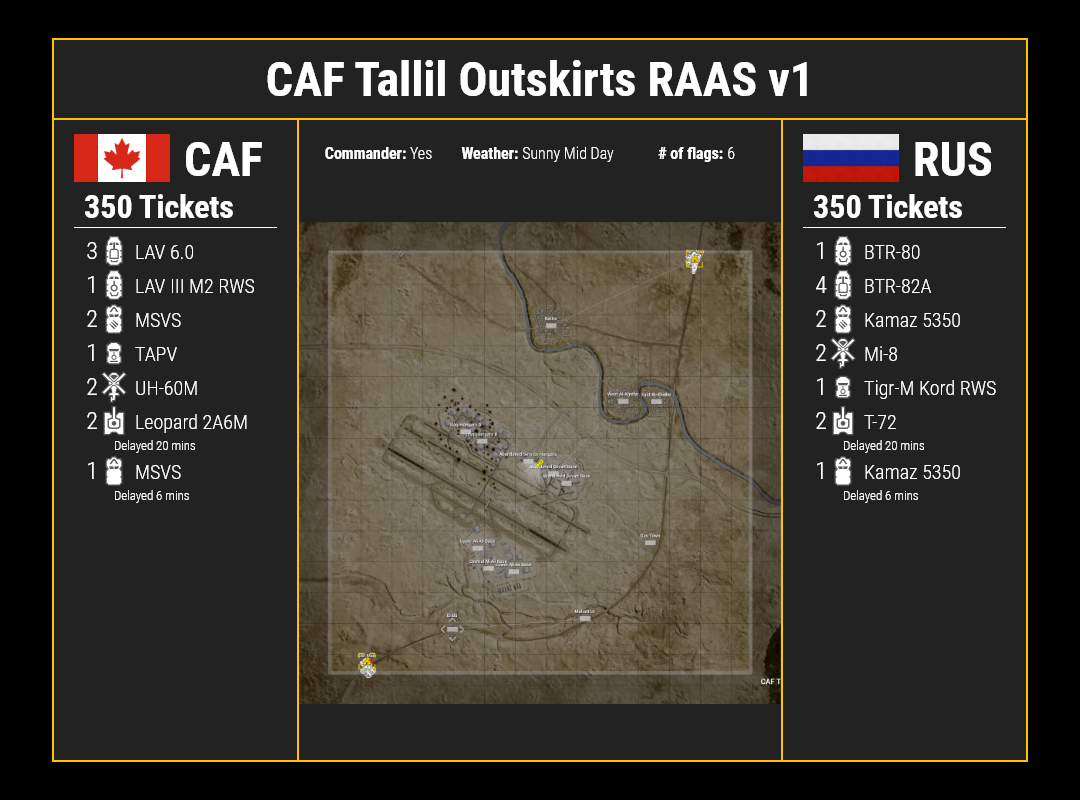 CAF Tallil Outskirts RAAS v1
CAF
350 Tickets
3 LAV 6.0
1 LAV III M2 RWS
2 MSVS
1 TAPV
2 UH-60M
2 Leopard 2A6M
Delayed 20 mins
1 MSVS
Delayed 6 mins
Commander: Yes Weather: Sunny Mid Day # of flags: 6
CAF T
RUS
350 Tickets
1 BTR-80
4 BTR-82A
2 Kamaz 5350
2 Mi-8
1 Tigr-M Kord RWS
2 T-72
Delayed 20 mins
1 Kamaz 5350
Delayed 6 mins